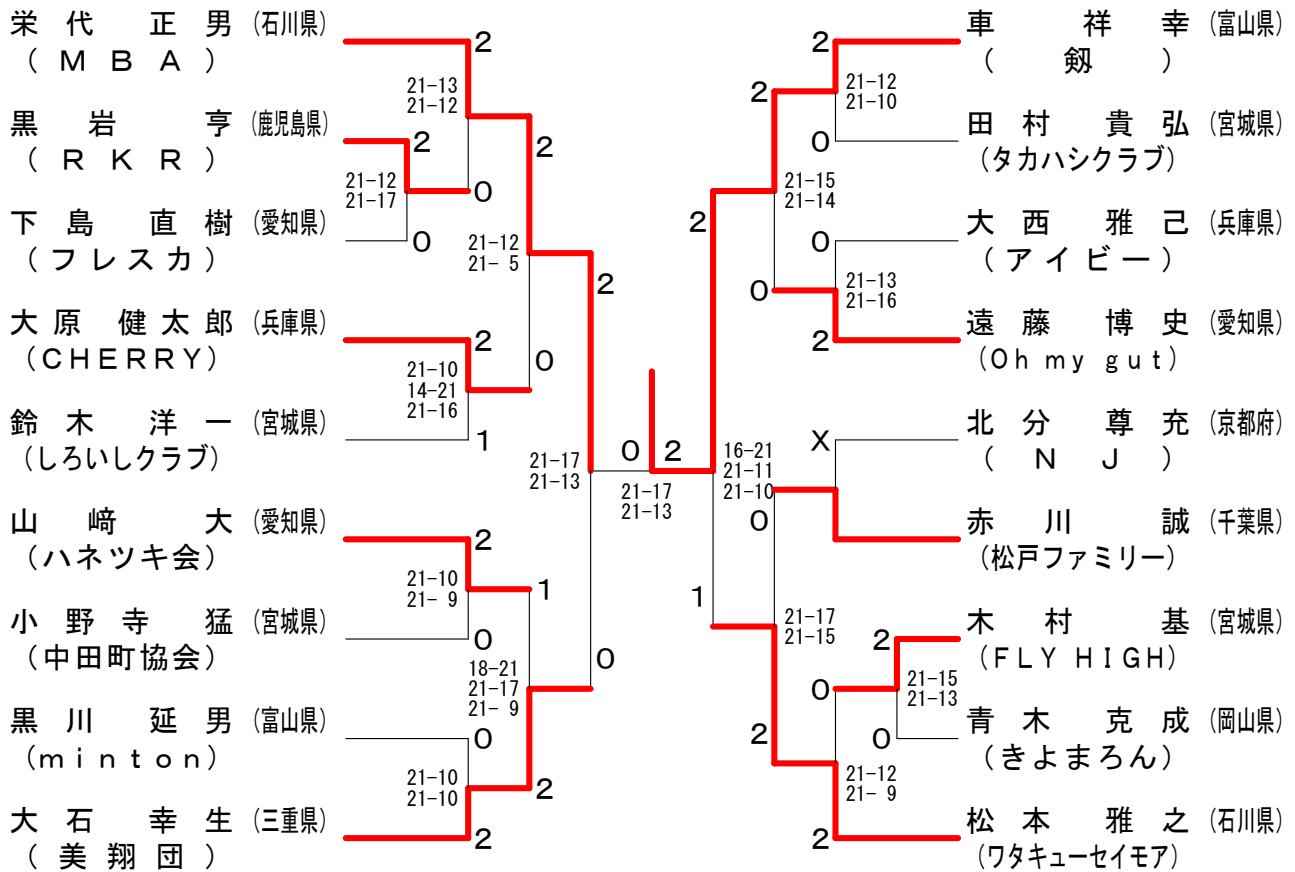 栄代 正男 (石川県)
(MBA)
黒岩 亨 (鹿児島県)
(RKR)
下島 直樹 (愛知県)
(フレスカ)
大原 健太郎 (兵庫県)
(CHERRY)
鈴木 洋一 (宮城県)
(しろいしクラブ)
山﨑 大 (愛知県)
(ハネツキ会)
小野寺 猛 (宮城県)
(中田町協会)
黒川 延男 (富山県)
(minton)
大石 幸生 (三重県)
(美翔団)
2
21-13
21-12
2
21-12
21-17
0
0
2
21-12
21- 5
2
21-10
14-21
21-16
1
0
2
21-17
21-13
2
21-10
21- 9
0
1
18-21
21-17
21- 9
0
0
21-10
21-10
2
2
0
2
21-17
21-13
2
16-21
21-11
21-10
1
2
21-15
21-14
0
2
21-12
21-10
0
0
21-13
21-16
2
X
0
21-17
21-15
2
2
21-15
21-13
0
0
21-12
21- 9
2
車 祥幸 (富山県)
(剱)
田村 貴弘 (宮城県)
(タカハシクラブ)
大西 雅己 (兵庫県)
(アイビー)
遠藤 博史 (愛知県)
(Oh my gut)
北分 尊充 (京都府)
(NJ)
赤川 誠 (千葉県)
(松戸ファミリー)
木村 基 (宮城県)
(FLY HIGH)
青木 克成 (岡山県)
(きよまろん)
松本 雅之 (石川県)
(ワタキューセイモア)